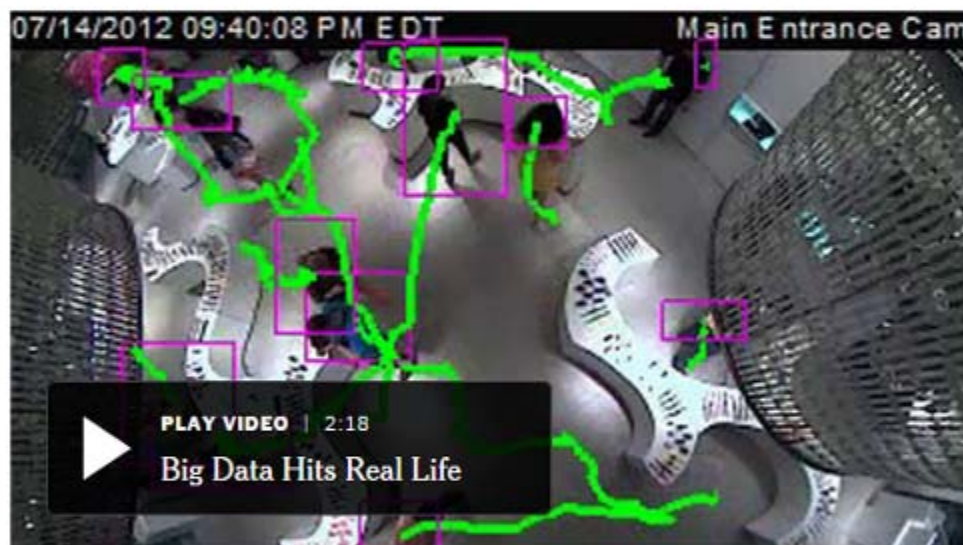 07/14/2012 09:40:08 PM EDT Main Entrance Cam
PLAY VIDEO | 2:18
Big Data Hits Real Life